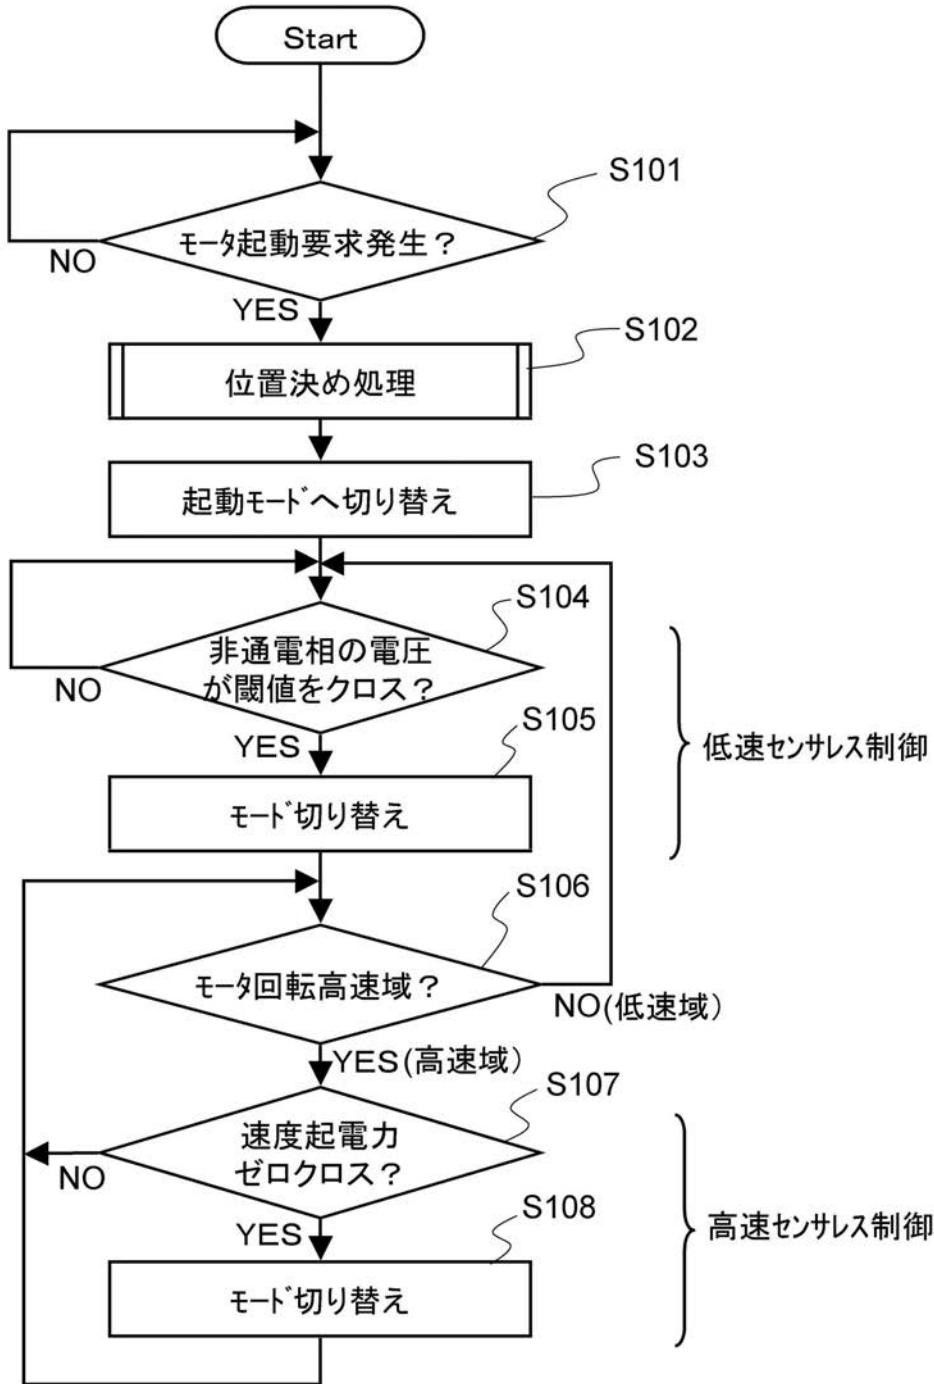 Start
S101
モータ起動要求発生？
NO
YES
S102
位置決め処理
S103
起動モードへ切り替え
S104
非通電相の電圧
が閾値をクロス？
NO
YES
S105
モード切り替え
低速センサレス制御
S106
モータ回転高速域？
NO(低速域)
YES(高速域)
S107
速度起電力
ゼロクロス？
NO
YES
S108
モード切り替え
高速センサレス制御